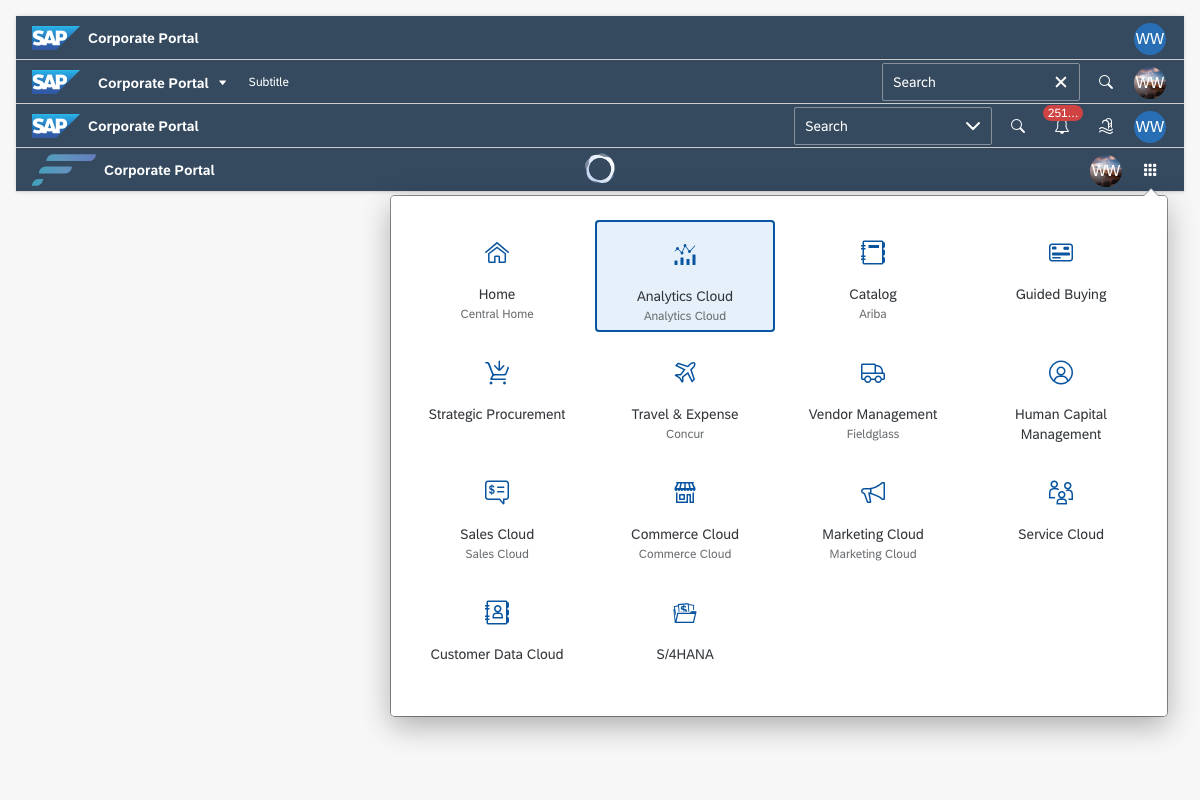 SAP Corporate Portal WW
SAP Corporate Portal Subtitle Search WW
SAP Corporate Portal Search 251... WW
Corporate Portal WW
Home Analytics Cloud Catalog Guided Buying
Central Home Analytics Cloud Ariba
Strategic Procurement Travel & Expense Vendor Management Human Capital
Concur Fieldglass Management
Sales Cloud Commerce Cloud Marketing Cloud Service Cloud
Sales Cloud Commerce Cloud Marketing Cloud
Customer Data Cloud S/4HANA